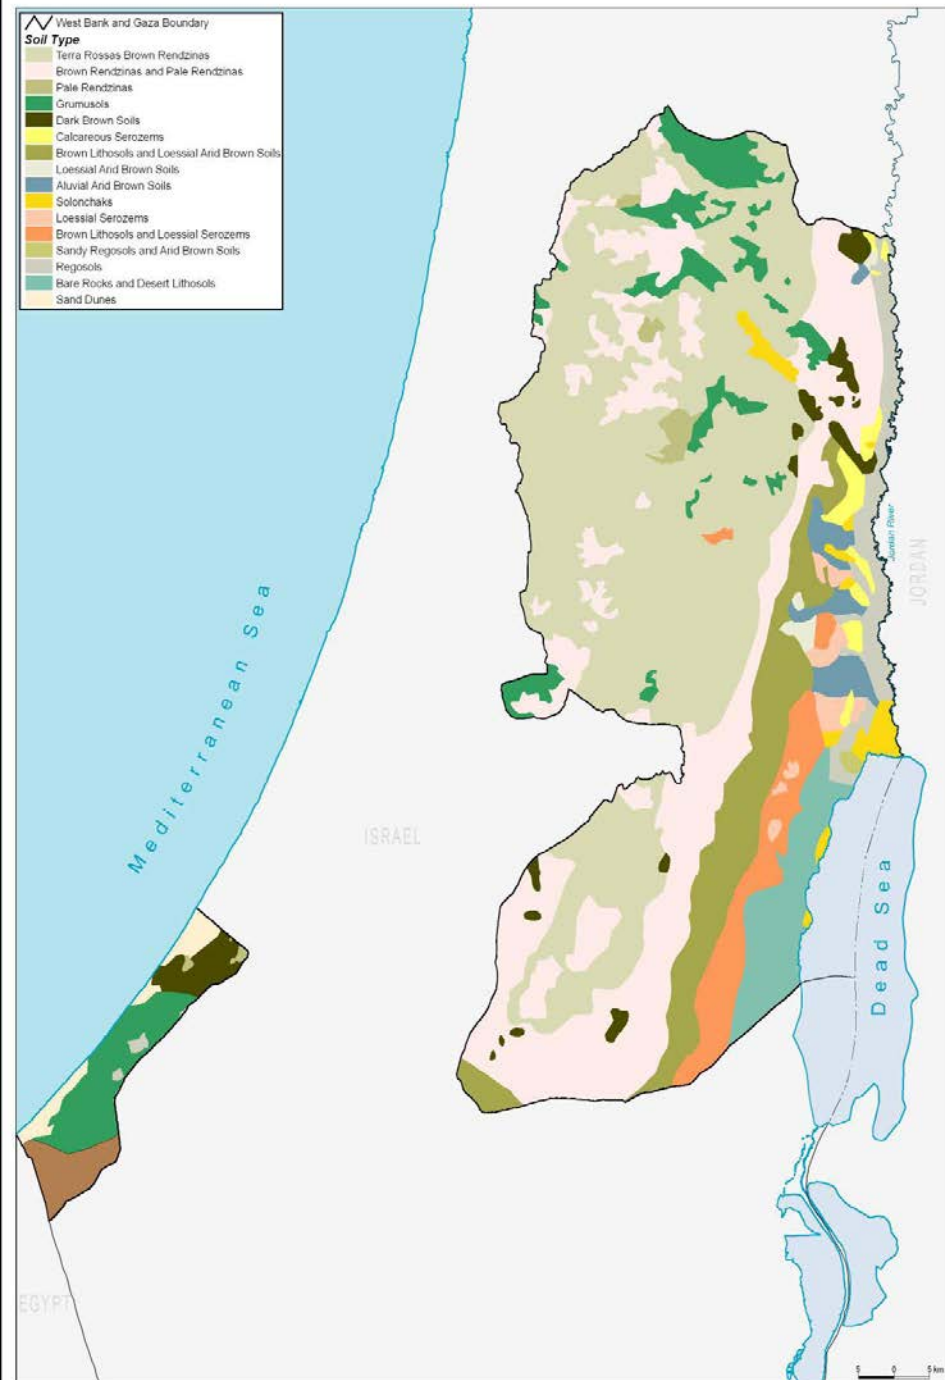 West Bank and Gaza Boundary
Soil Type
Terra Rossas Brown Rendzinas
Brown Rendzinas and Pale Rendzinas
Pale Rendzinas
Grumusols
Dark Brown Soils
Calcareous Serozems
Brown Lithosols and Loessial Arid Brown Soils
Loessial Arid Brown Soils
Aluvial Arid Brown Soils
Solonchaks
Loessial Serozems
Brown Lithosols and Loessial Serozems
Sandy Regosols and Arid Brown Soils
Regosols
Bare Rocks and Desert Lithosols
Sand Dunes
Jordan River
JORDAN
Mediterranean Sea
ISRAEL
Dead Sea
EGYPT
5 0 5 km